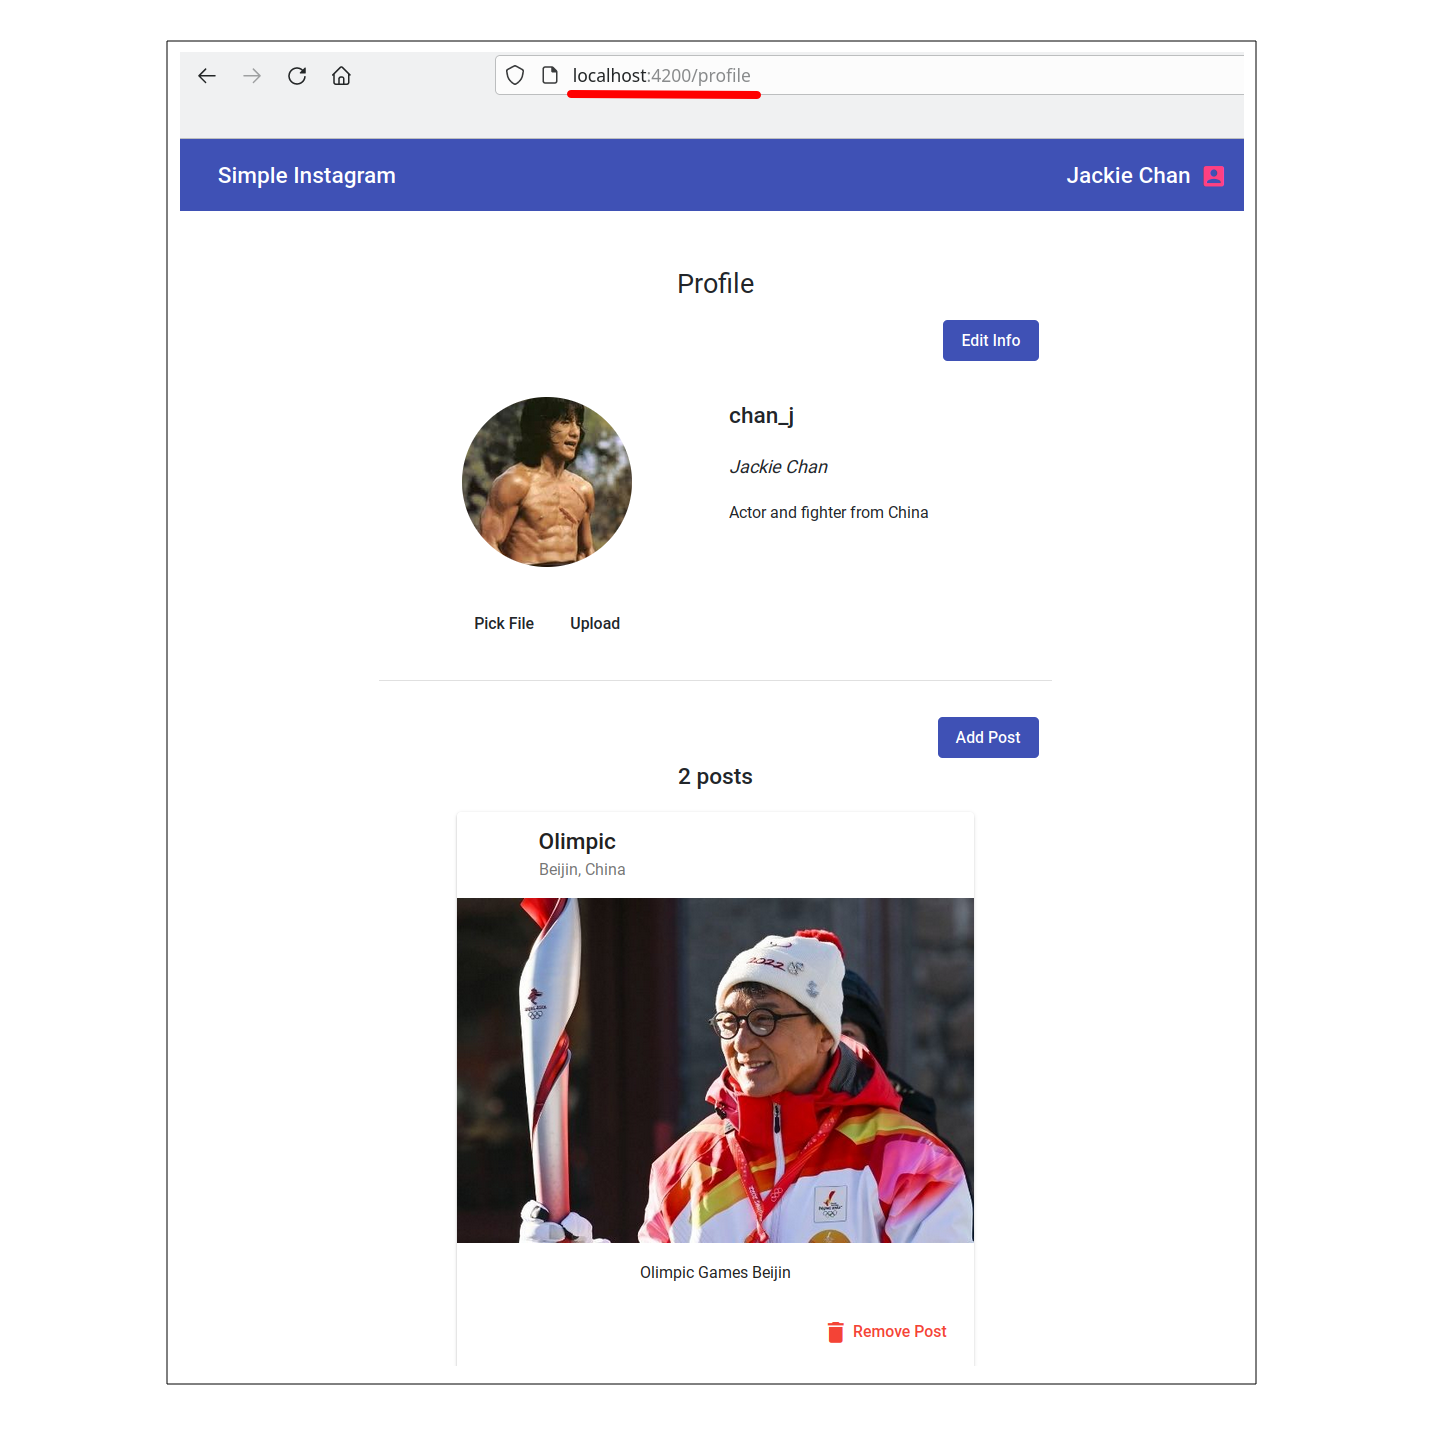 localhost:4200/profile
Simple Instagram
Jackie Chan
Profile
Edit Info
chan_j
Jackie Chan
Actor and fighter from China
Pick File
Upload
Add Post
2 posts
Olimpic
Beijin, China
2022
Olimpic Games Beijin
Remove Post